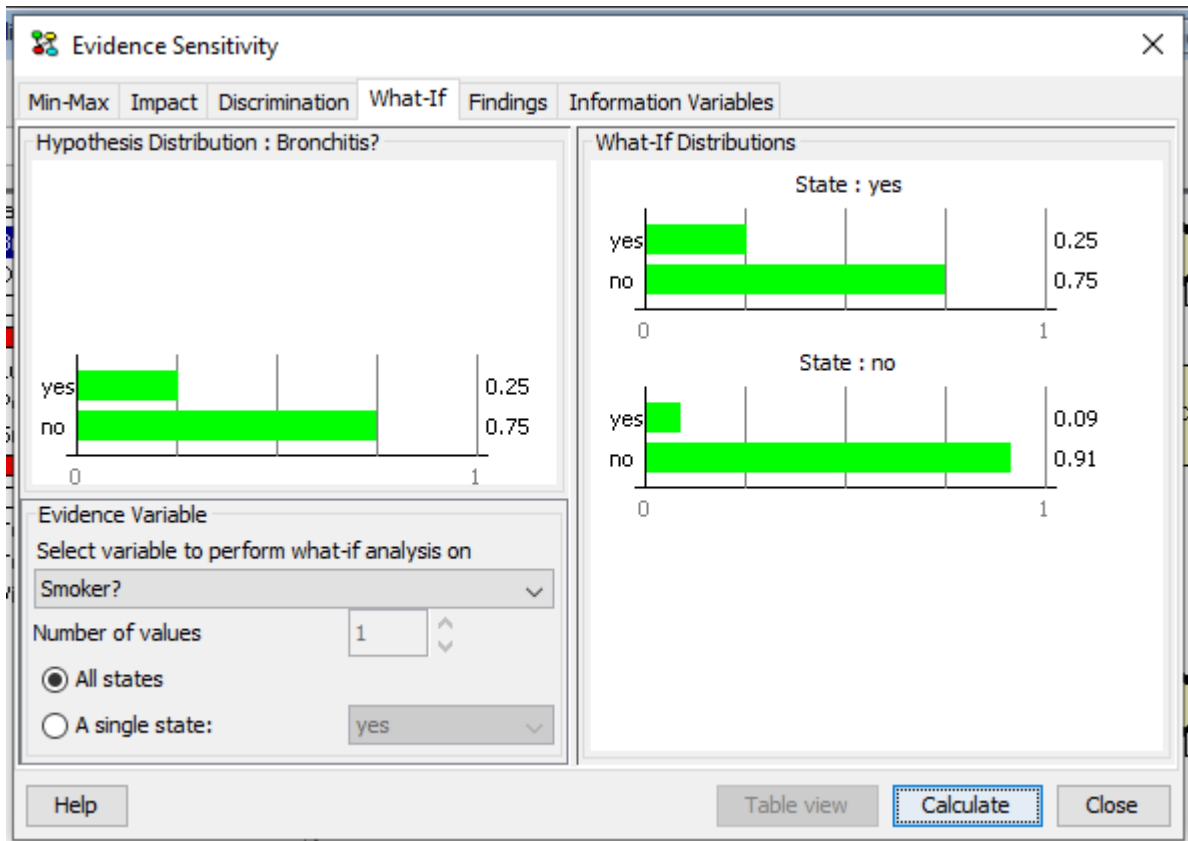 Evidence Sensitivity
Min-Max Impact Discrimination What-If Findings Information Variables
Hypothesis Distribution : Bronchitis?
yes 0.25
no 0.75
0 1
Evidence Variable
Select variable to perform what-if analysis on
Smoker?
Number of values 1
All states
A single state: yes
What-If Distributions
State : yes
yes 0.25
no 0.75
0 1
State : no
yes 0.09
no 0.91
0 1
Help Table view Calculate Close